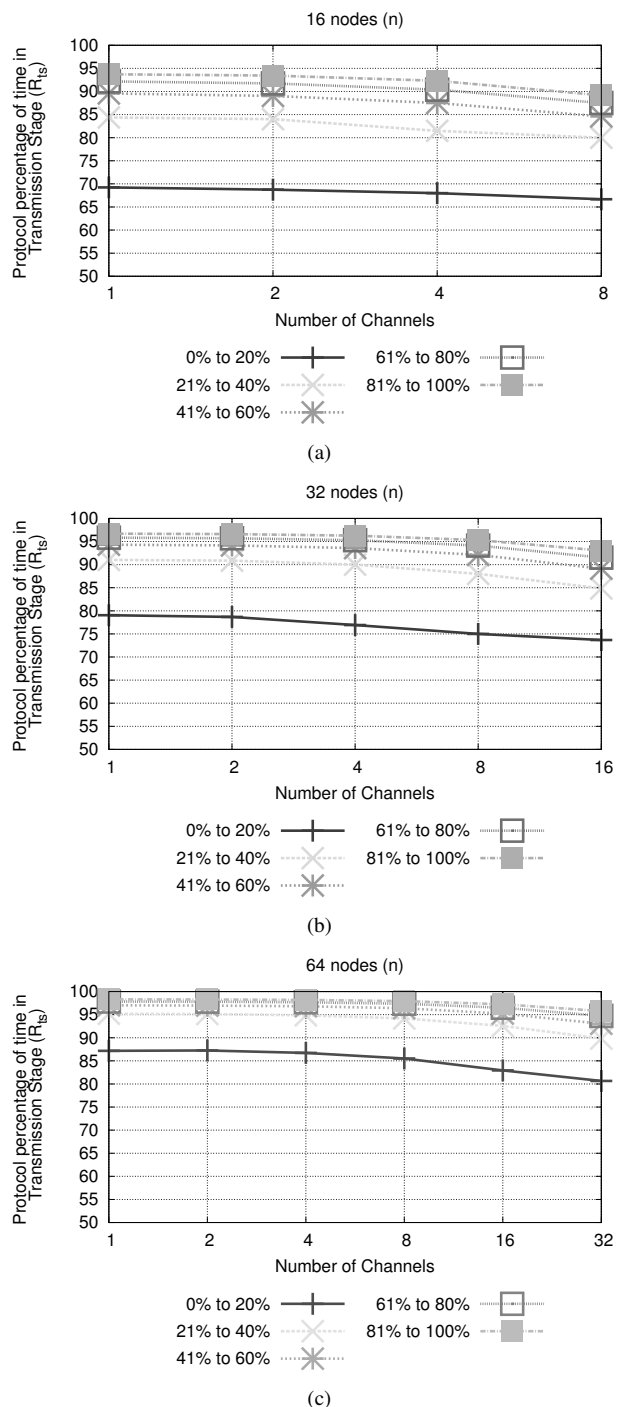 16 nodes (n)
Protocol percentage of time in
Transmission Stage (Rts)
100
95
90
85
80
75
70
65
60
55
50
1 2 4 8
Number of Channels
0% to 20% 61% to 80%
21% to 40% 81% to 100%
41% to 60%
(a)
32 nodes (n)
Protocol percentage of time in
Transmission Stage (Rts)
100
95
90
85
80
75
70
65
60
55
50
1 2 4 8 16
Number of Channels
0% to 20% 61% to 80%
21% to 40% 81% to 100%
41% to 60%
(b)
64 nodes (n)
Protocol percentage of time in
Transmission Stage (Rts)
100
95
90
85
80
75
70
65
60
55
50
1 2 4 8 16 32
Number of Channels
0% to 20% 61% to 80%
21% to 40% 81% to 100%
41% to 60%
(c)